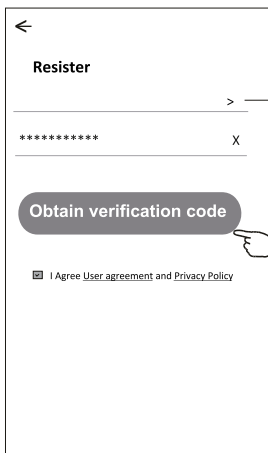 Resister
>
*********** X
Obtain verification code
I Agree User agreement and Privacy Policy